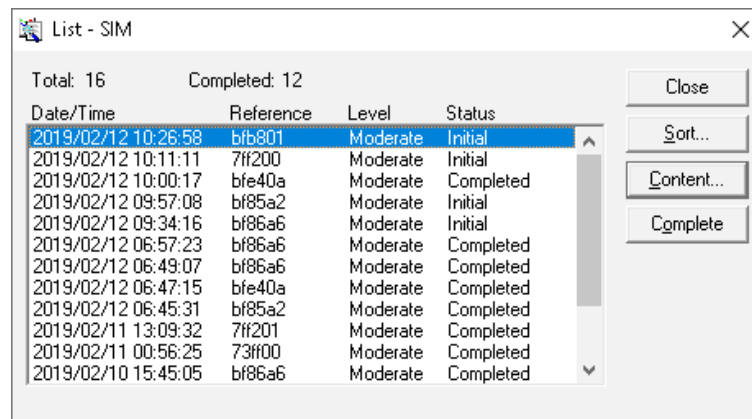 List - SIM
Total: 16 Completed: 12
Date/Time Reference Level Status
2019/02/12 10:26:58 bfb801 Moderate Initial
2019/02/12 10:11:11 7ff200 Moderate Initial
2019/02/12 10:00:17 bfe40a Moderate Completed
2019/02/12 09:57:08 bf85a2 Moderate Initial
2019/02/12 09:34:16 bf86a6 Moderate Initial
2019/02/12 06:57:23 bf86a6 Moderate Completed
2019/02/12 06:49:07 bf86a6 Moderate Completed
2019/02/12 06:47:15 bfe40a Moderate Completed
2019/02/12 06:45:31 bf85a2 Moderate Completed
2019/02/11 13:09:32 7ff201 Moderate Completed
2019/02/11 00:56:25 73ff00 Moderate Completed
2019/02/10 15:45:05 bf86a6 Moderate Completed
Close
Sort...
Content...
Complete